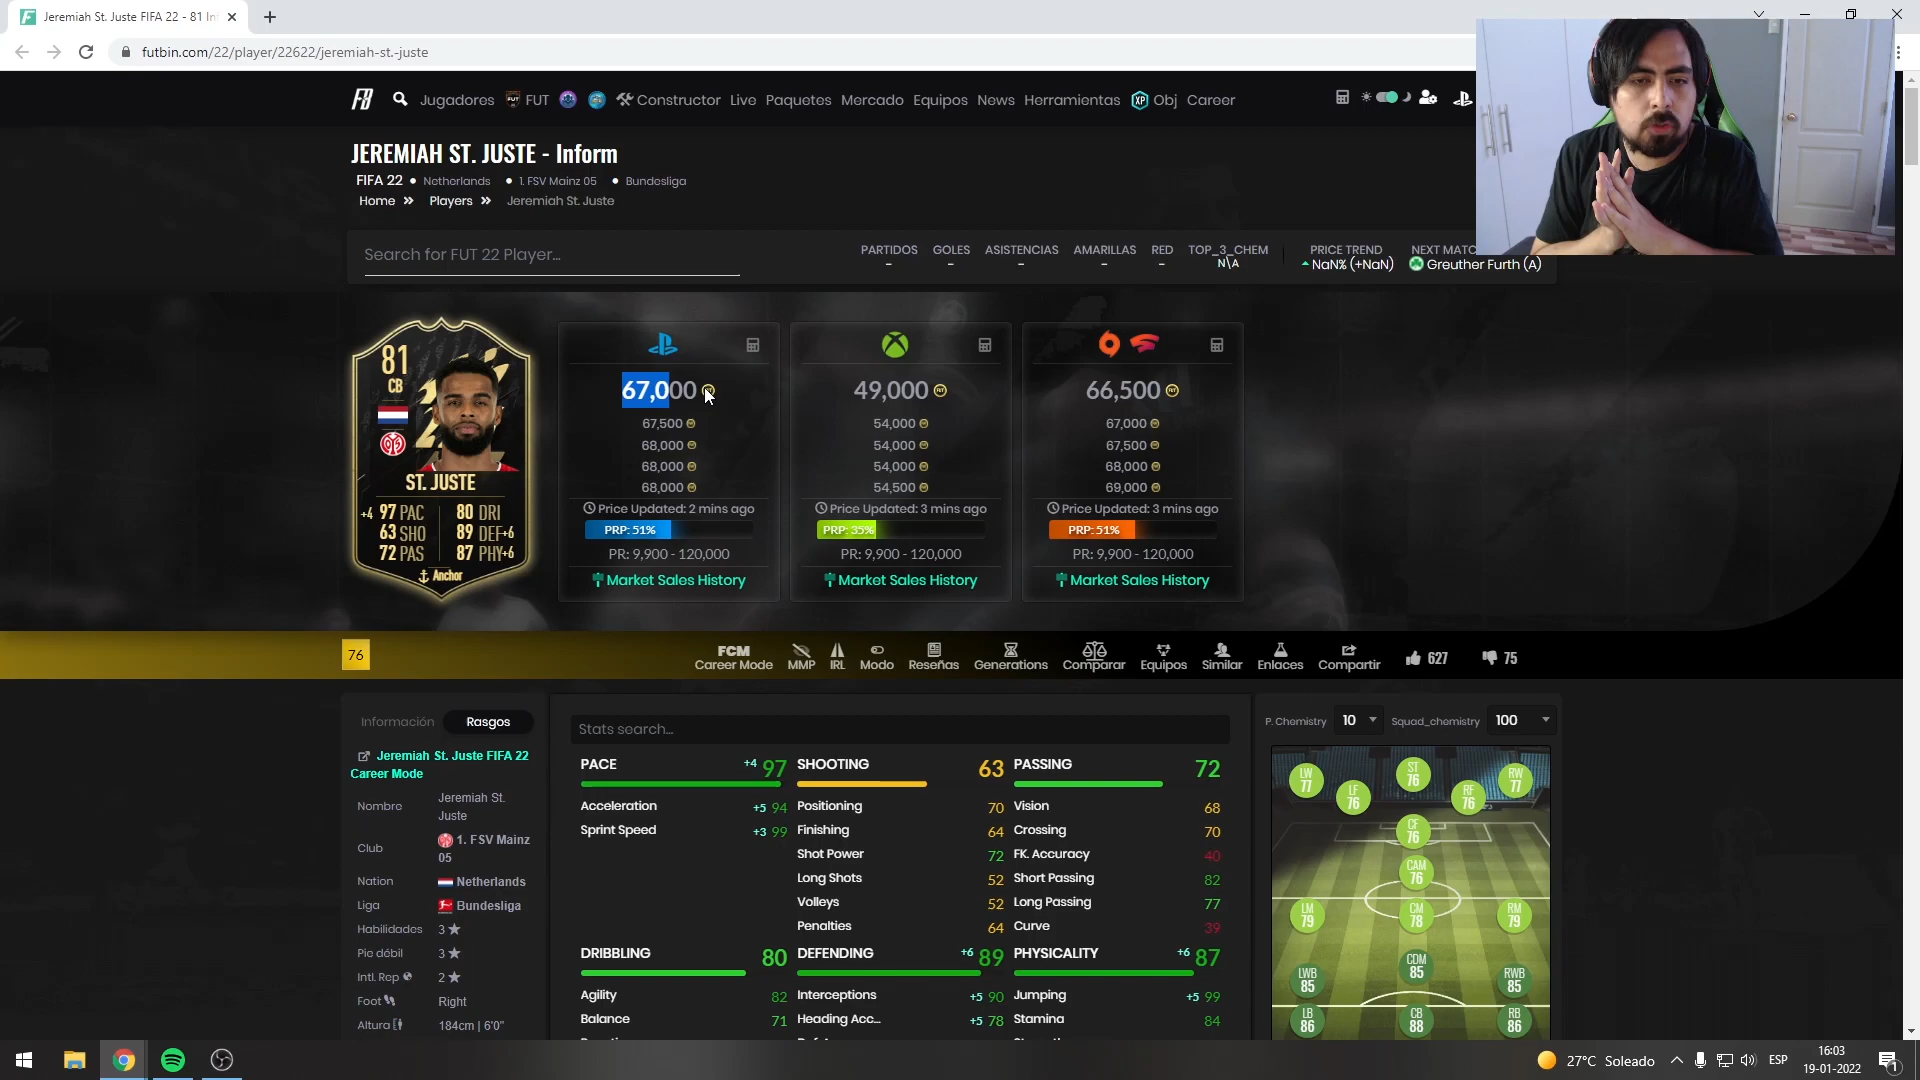 Jeremiah St. Juste FIFA 22 - 81 In
futbin.com/22/player/22622/jeremiah-st.-juste
Jugadores FUT Constructor Live Paquetes Mercado Equipos News Herramientas XP Obj Career
JEREMIAH ST. JUSTE - Inform
FIFA 22 • Netherlands • 1. FSV Mainz 05 • Bundesliga
Home » Players » Jeremiah St. Juste
Search for FUT 22 Player...
PARTIDOS GOLES ASISTENCIAS AMARILLAS RED TOP_3_CHEM PRICE TREND NEXT MATC
- - - - - N\A NaN% (+NaN) Greuther Furth (A)
81
CB
ST. JUSTE
+4 97 PAC 80 DRI
63 SHO 89 DEF+6
72 PAS 87 PHY+6
Anchor
67,000
67,500
68,000
68,000
68,000
Price Updated: 2 mins ago
PRP: 51%
PR: 9,900 - 120,000
Market Sales History
49,000
54,000
54,000
54,000
54,500
Price Updated: 3 mins ago
PRP: 35%
PR: 9,900 - 120,000
Market Sales History
66,500
67,000
67,500
68,000
69,000
Price Updated: 3 mins ago
PRP: 51%
PR: 9,900 - 120,000
Market Sales History
76
FCM
Career Mode MMP IRL Modo Reseñas Generations Comparar Equipos Similar Enlaces Compartir 627 75
Información Rasgos
Jeremiah St. Juste FIFA 22
Career Mode
Nombre Jeremiah St.
Juste
Club 1. FSV Mainz
05
Nation Netherlands
Liga Bundesliga
Habilidades 3
Pie débil 3
Intl. Rep 2
Foot Right
Altura 184cm | 6'0"
Stats search...
PACE +4 97
Acceleration +5 94
Sprint Speed +3 99
SHOOTING 63
Positioning 70
Finishing 64
Shot Power 72
Long Shots 52
Volleys 52
Penalties 64
PASSING 72
Vision 68
Crossing 70
FK. Accuracy 40
Short Passing 82
Long Passing 77
Curve 39
DRIBBLING 80
Agility 82
Balance 71
DEFENDING +6 89
Interceptions +5 90
Heading Acc... +5 78
PHYSICALITY +6 87
Jumping +5 99
Stamina 84
P. Chemistry 10 Squad_chemistry 100
LW
77
LF
76
ST
76
RF
76
RW
77
CF
76
CAM
76
LM
79
CM
78
RM
79
LWB
85
CDM
85
RWB
85
LB
86
CB
88
RB
86
27°C Soleado
ESP
16:03
19-01-2022
1